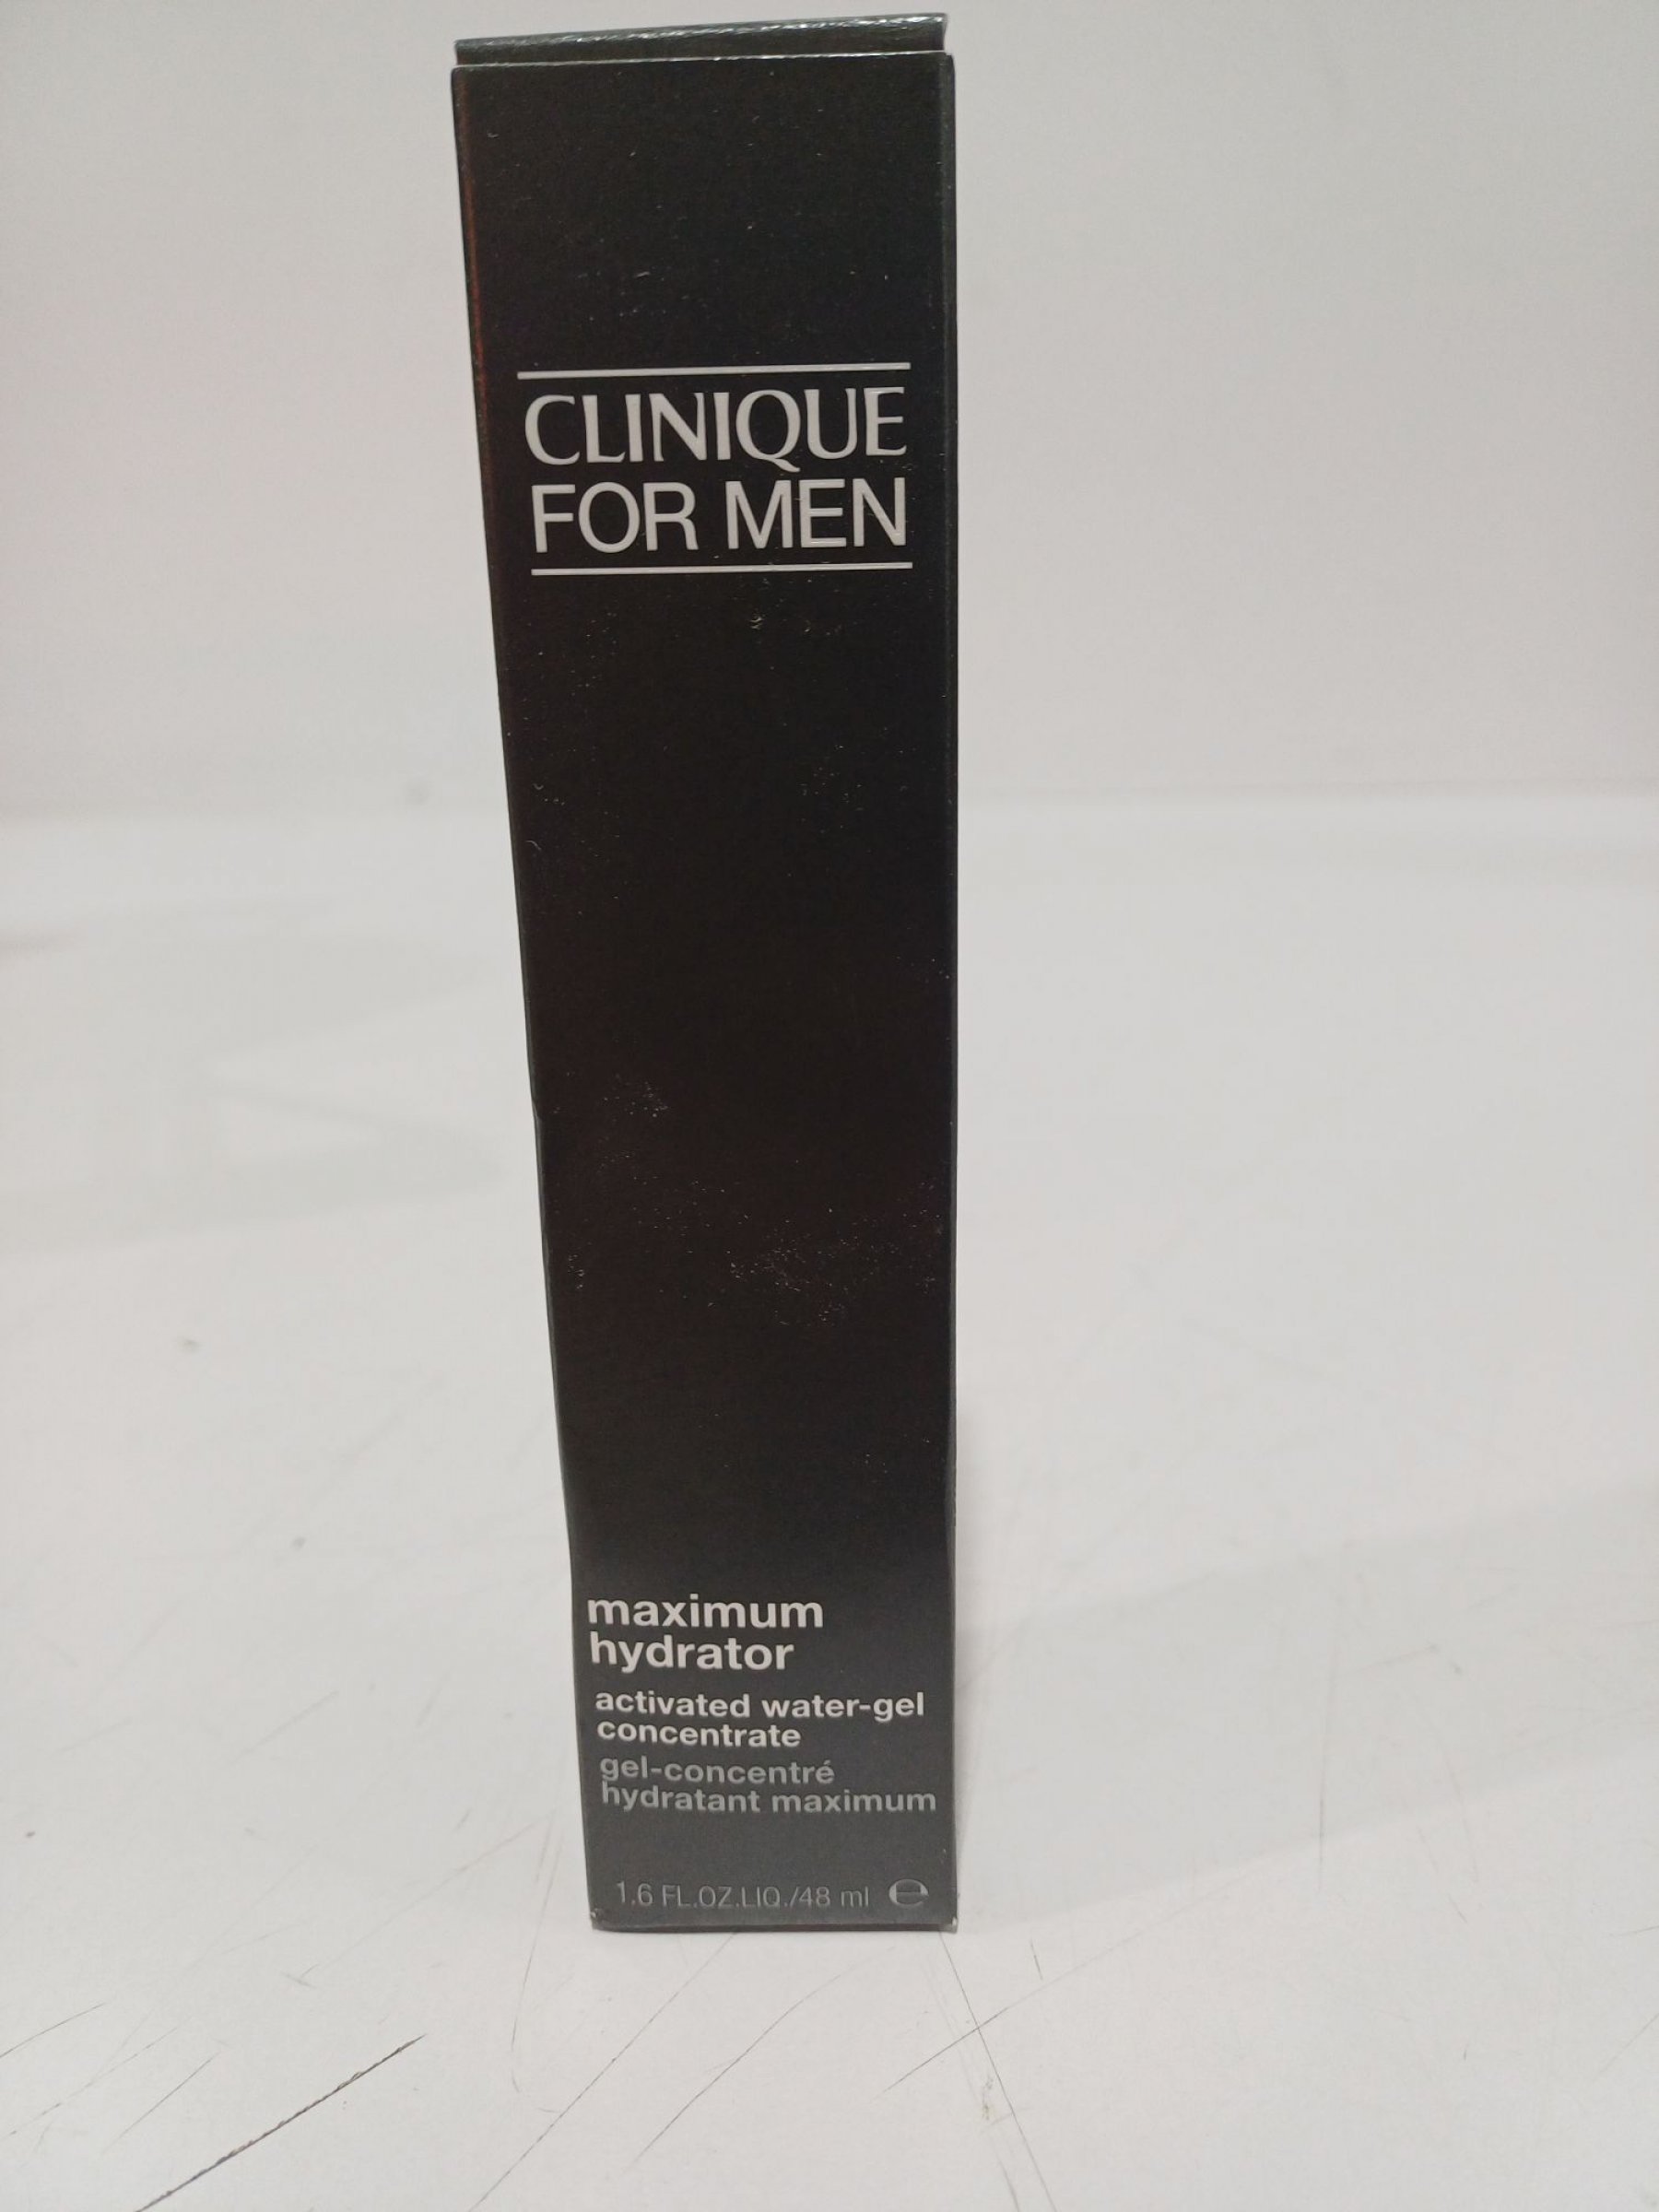 CLINIQUE
FOR MEN
maximum
hydrator
activated water-gel
concentrate
gel-concentré
hydratant maximum
1.6 FL.OZ.LIQ./48 ml ℮